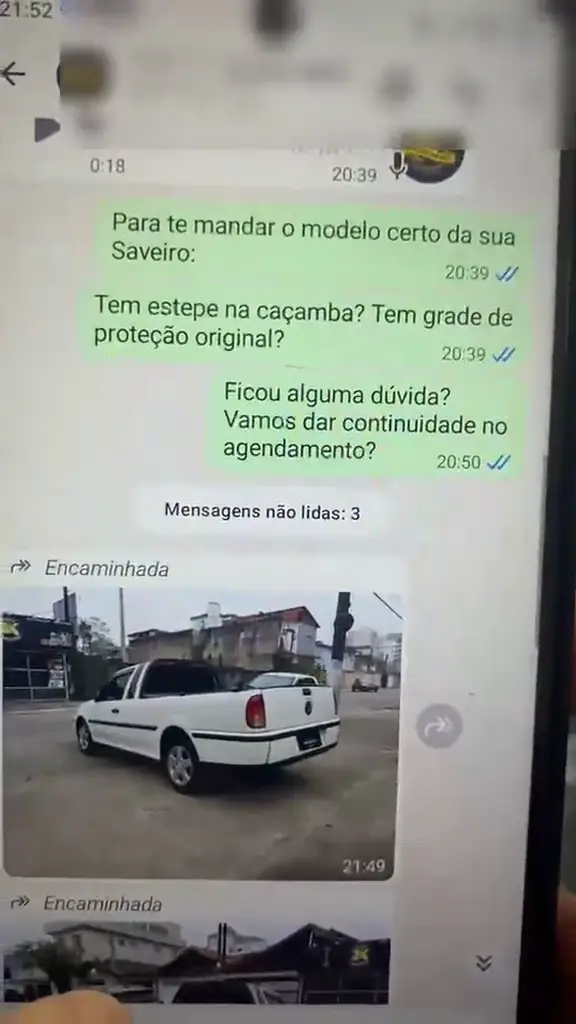 21:52
0:18
20:39
Para te mandar o modelo certo da sua
Saveiro:
20:39
Tem estepe na caçamba? Tem grade de
proteção original?
20:39
Ficou alguma dúvida?
Vamos dar continuidade no
agendamento?
20:50
Mensagens não lidas: 3
Encaminhada
21:49
Encaminhada